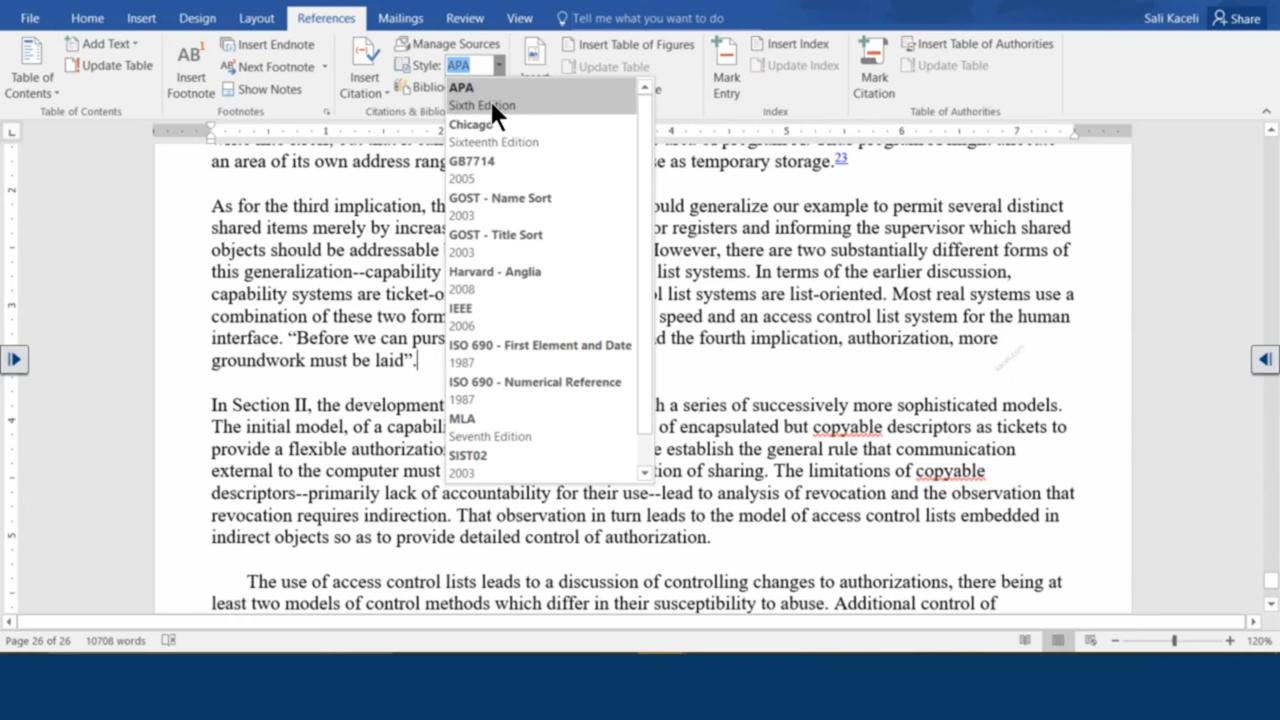 File Home Insert Design Layout References Mailings Review View Tell me what you want to do Sali Kaceli Share
Table of Contents
Add Text
Update Table
Table of Contents
AB1
Insert Footnote
Insert Endnote
Next Footnote
Show Notes
Footnotes
Insert Citation
Manage Sources
Style: APA
Biblio
Citations & Biblio
Insert Table of Figures
Update Table
Mark Entry
Insert Index
Update Index
Index
Mark Citation
Insert Table of Authorities
Update Table
Table of Authorities
APA
Sixth Edition
Chicago
Sixteenth Edition
GB7714
2005
GOST - Name Sort
2003
GOST - Title Sort
2003
Harvard - Anglia
2008
IEEE
2006
ISO 690 - First Element and Date
1987
ISO 690 - Numerical Reference
1987
MLA
Seventh Edition
SIST02
2003
L 2 4 5 6 7
2
3
4
5
an area of its own address rang e as temporary storage.23
As for the third implication, th ould generalize our example to permit several distinct
shared items merely by increas or registers and informing the supervisor which shared
objects should be addressable However, there are two substantially different forms of
this generalization--capability list systems. In terms of the earlier discussion,
capability systems are ticket-o l list systems are list-oriented. Most real systems use a
combination of these two form speed and an access control list system for the human
interface. “Before we can purs d the fourth implication, authorization, more
groundwork must be laid”.
kaceli.com
In Section II, the development h a series of successively more sophisticated models.
The initial model, of a capabili of encapsulated but copyable descriptors as tickets to
provide a flexible authorizatio e establish the general rule that communication
external to the computer must tion of sharing. The limitations of copyable
descriptors--primarily lack of accountability for their use--lead to analysis of revocation and the observation that
revocation requires indirection. That observation in turn leads to the model of access control lists embedded in
indirect objects so as to provide detailed control of authorization.
The use of access control lists leads to a discussion of controlling changes to authorizations, there being at
least two models of control methods which differ in their susceptibility to abuse. Additional control of
Page 26 of 26 10708 words 120%